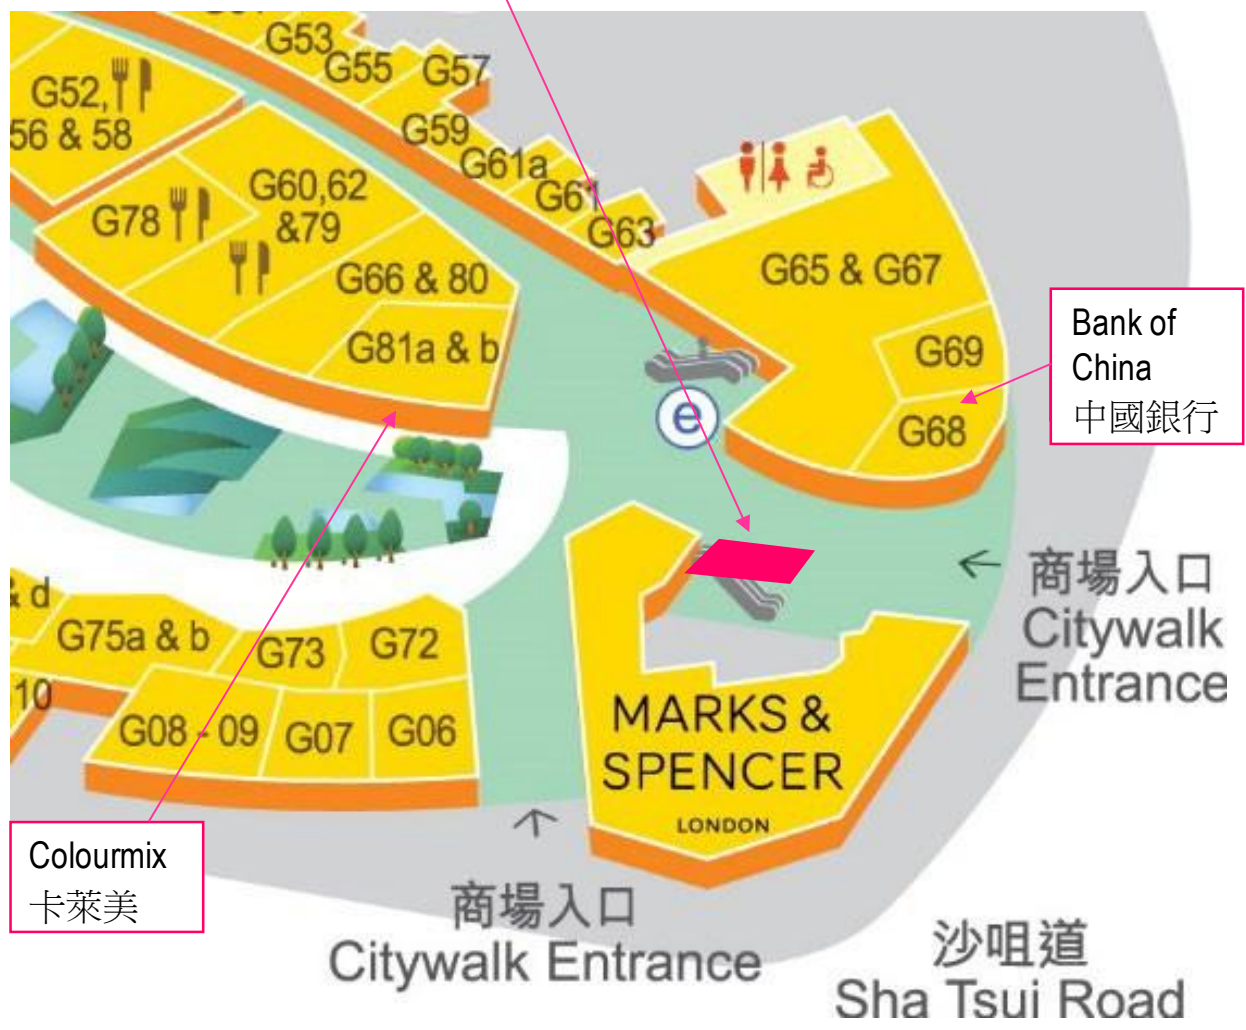 G53
G55
G57
G52,
56 & 58
G59
G61a
G61
G63
G60,62
&79
G78
G66 & 80
G81a & b
G65 & G67
G69
G68
Bank of
China
中國銀行
e
商場入口
Citywalk
Entrance
& d
G75a & b
G73
G72
10
G08 - 09
G07
G06
MARKS &
SPENCER
LONDON
Colourmix
卡萊美
商場入口
Citywalk Entrance
沙咀道
Sha Tsui Road